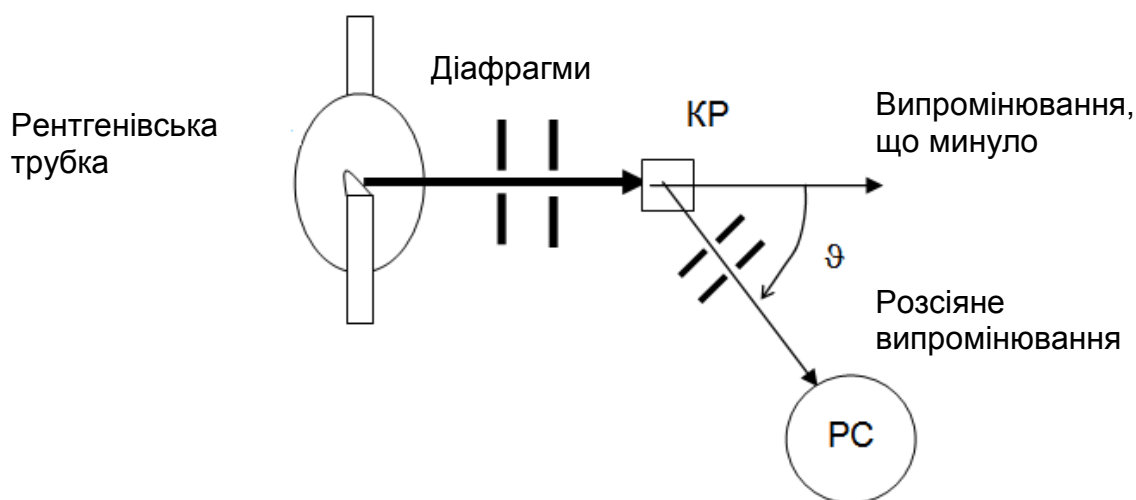 Діафрагми
Рентгенівська
трубка
КР
Випромінювання,
що минуло
ϑ
Розсіяне
випромінювання
РС